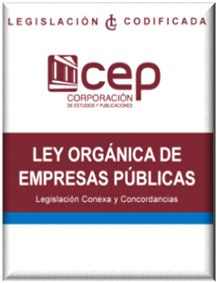 LEGISLACIÓN CODIFICADA
cep
CORPORACIÓN
DE ESTUDIOS Y PUBLICACIONES
LEY ORGÁNICA DE
EMPRESAS PÚBLICAS
Legislación Conexa y Concordancias